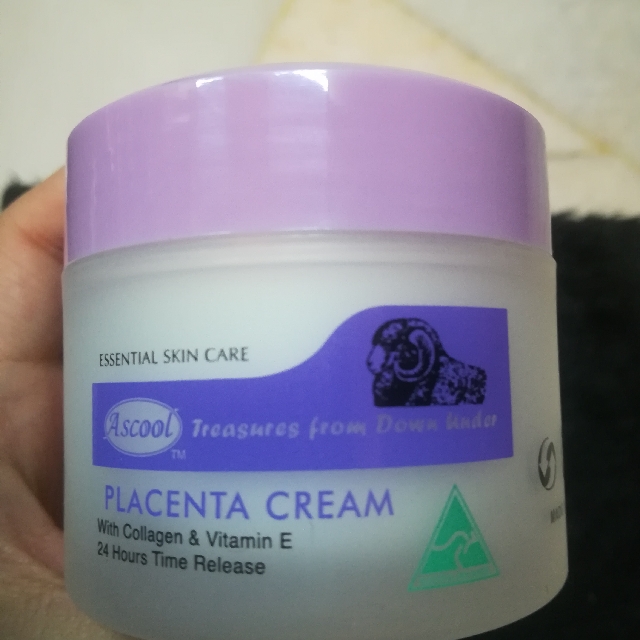 ESSENTIAL SKIN CARE
Ascool TM
Treasures from Down Under
PLACENTA CREAM
With Collagen & Vitamin E
24 Hours Time Release